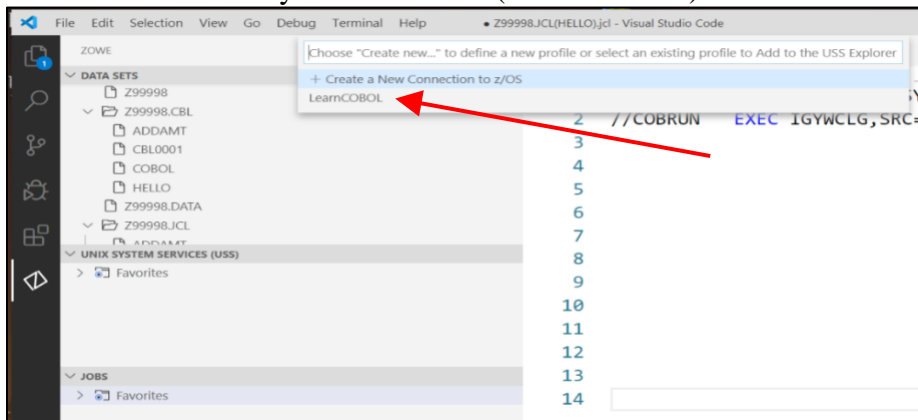 File Edit Selection View Go Debug Terminal Help ● Z99998.JCL(HELLO).jcl - Visual Studio Code
ZOWE
Choose "Create new..." to define a new profile or select an existing profile to Add to the USS Explorer
+ Create a New Connection to z/OS
LearnCOBOL
DATA SETS
Z99998
Z99998.CBL
ADDAMT
CBL0001
COBOL
HELLO
Z99998.DATA
Z99998.JCL
ADDAMT
UNIX SYSTEM SERVICES (USS)
Favorites
JOBS
Favorites
1
2 //COBRUN EXEC IGYWCLG,SRC=
3
4
5
6
7
8
9
10
11
12
13
14